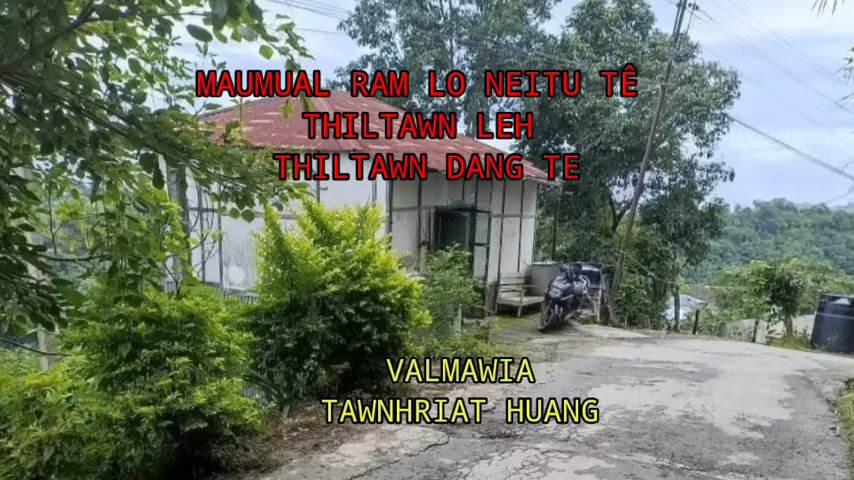 MAUMUAL RAM LO NEITU TÊ
THILTAWN LEH
THILTAWN DANG TE
VALMAWIA
TAWNHRIAT HUANG